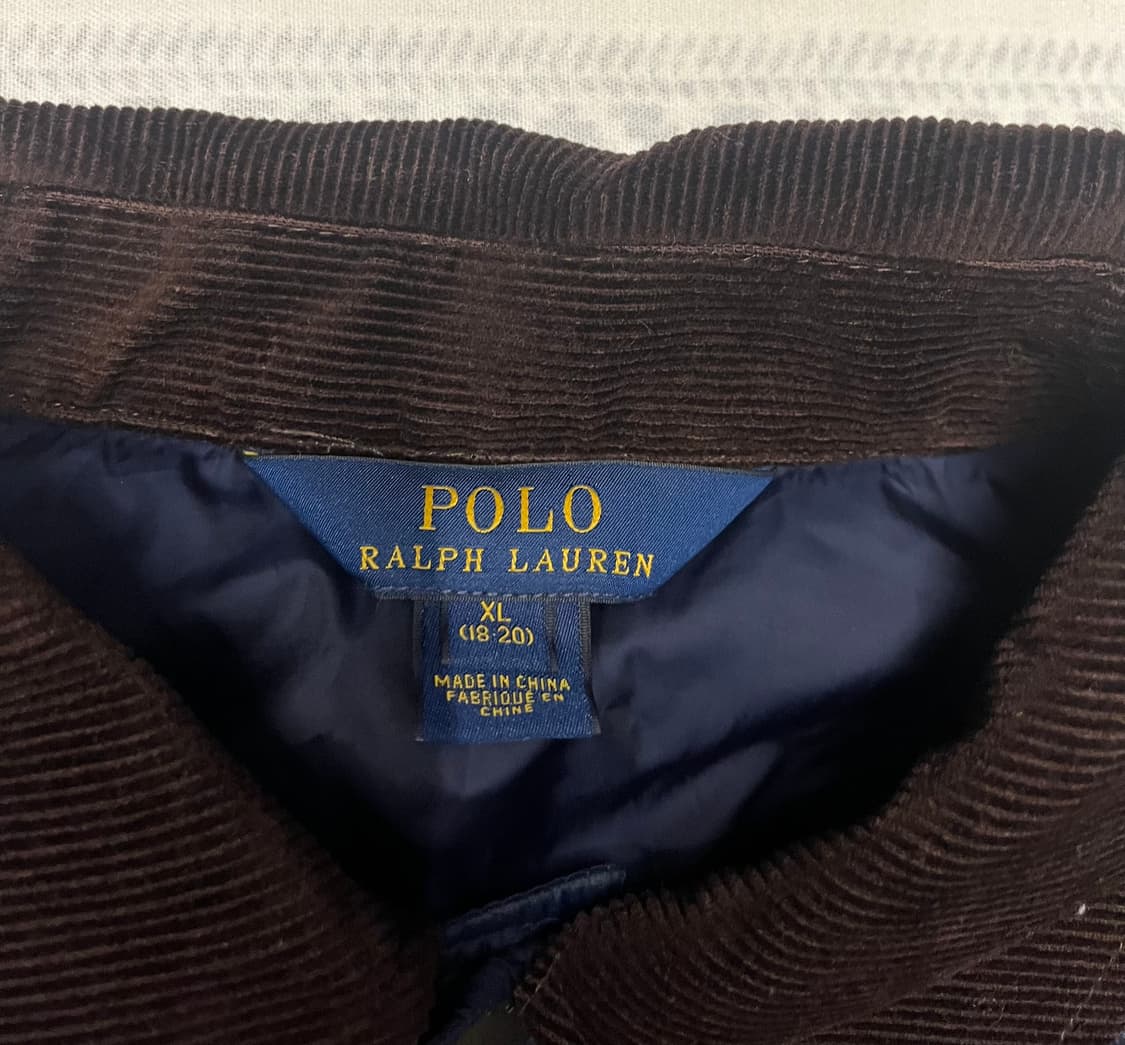 POLO
RALPH LAUREN
XL
(18-20)
MADE IN CHINA
FABRIQUÉ EN
CHINE